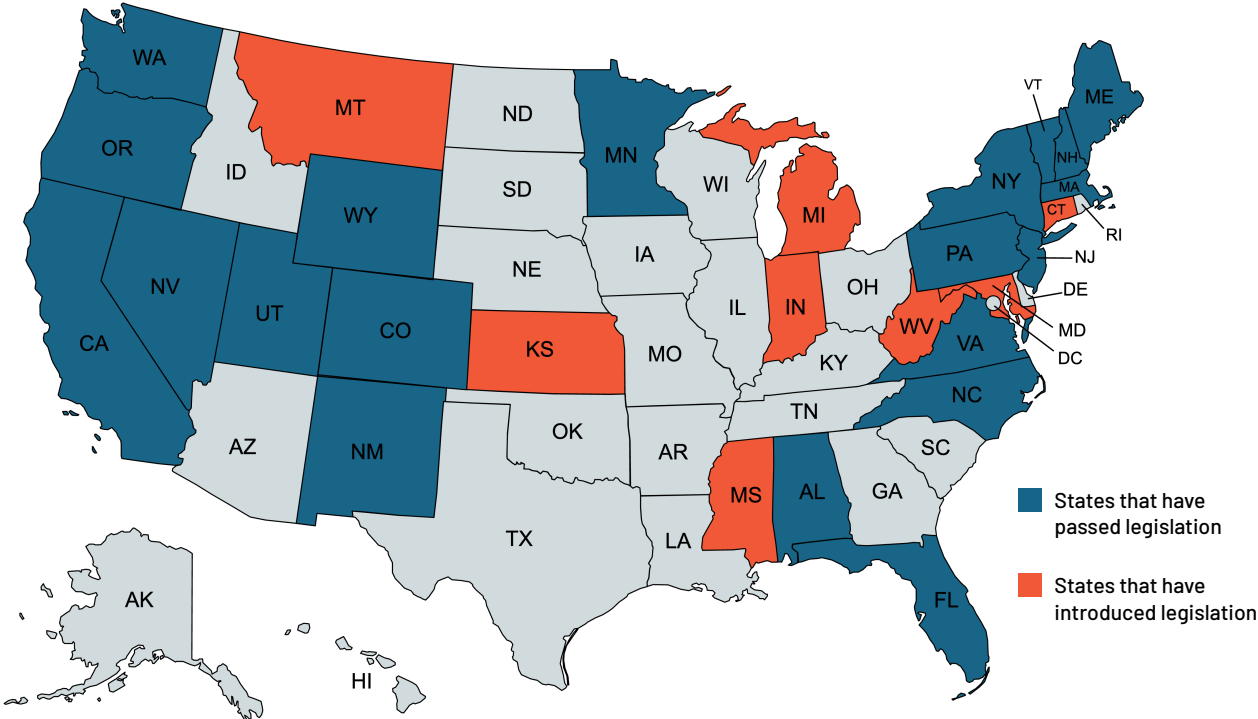 WA
MT
ND
MN
VT
ME
OR
ID
SD
WI
NH
NY
MA
WY
MI
CT
RI
NE
IA
PA
NJ
NV
UT
CO
IL
IN
OH
DE
CA
KS
MO
WV
MD
VA
DC
KY
NC
TN
AZ
NM
OK
AR
SC
MS
AL
GA
TX
LA
States that have
passed legislation
AK
FL
States that have
introduced legislation
HI